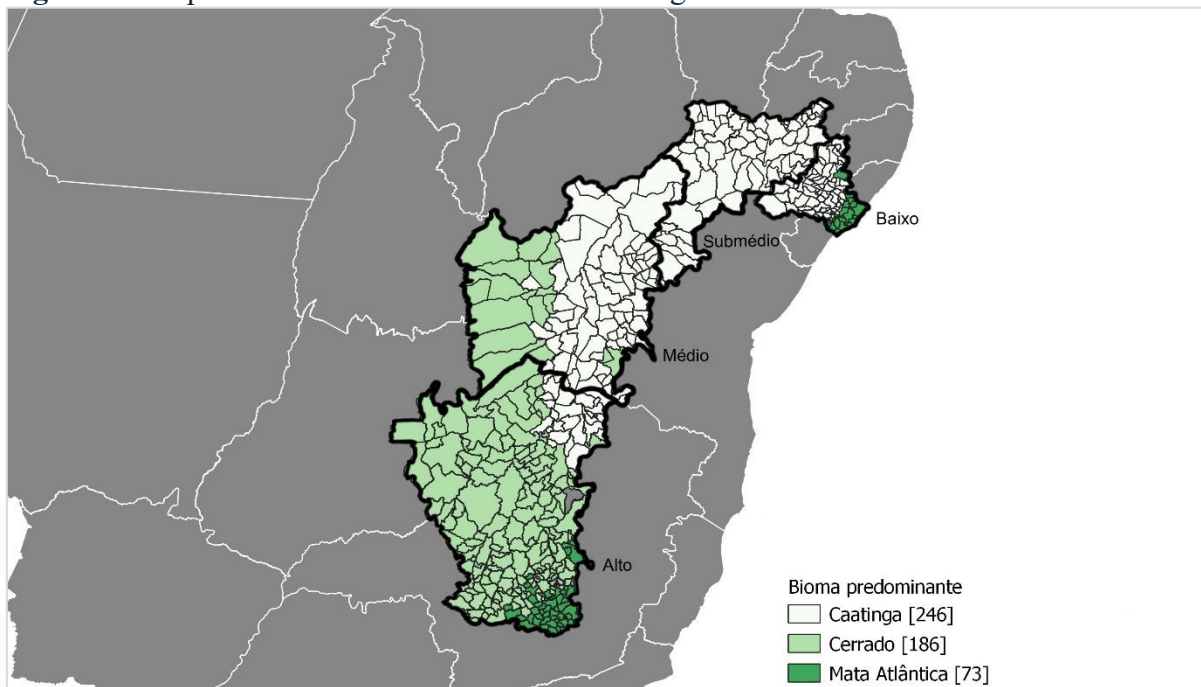 Baixo
Submédio
Médio
Alto
Bioma predominante
Caatinga [246]
Cerrado [186]
Mata Atlântica [73]